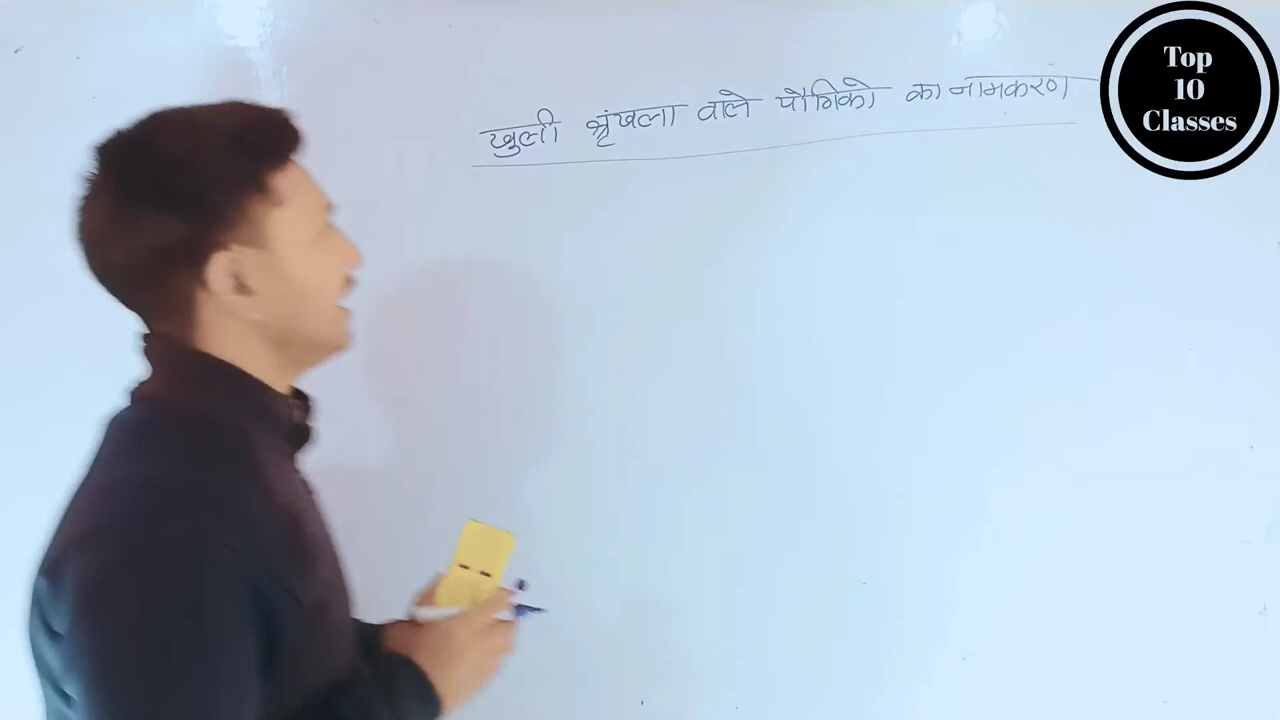 खुली श्रृंखला वाले यौगिको का नामकरण
Top
10
Classes